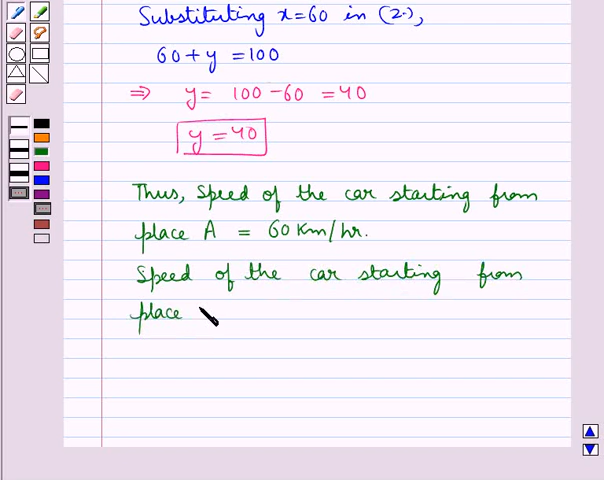 Substituting x=60 in (2.),
60+y =100
⇒ y= 100-60 =40
y =40
Thus, Speed of the car starting from
place A = 60 Km/hr.
Speed of the car starting from
place